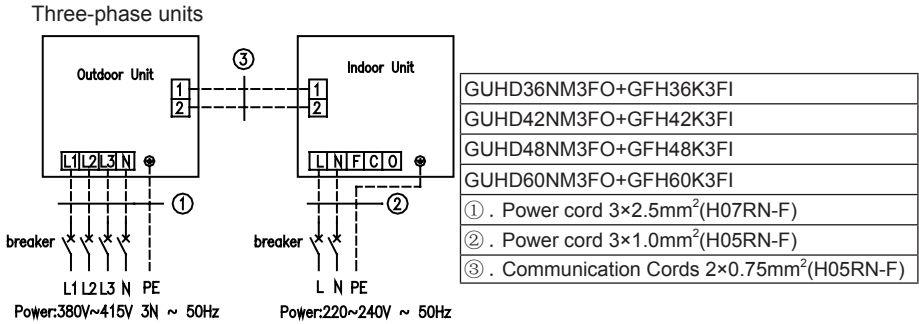 Three-phase units
Outdoor Unit
1
2
L1 L2 L3 N
①
breaker
L1 L2 L3 N PE
Power:380V~415V 3N ~ 50Hz
③
Indoor Unit
1
2
L N F C O
②
breaker
L N PE
Power:220~240V ~ 50Hz
GUHD36NM3FO+GFH36K3FI
GUHD42NM3FO+GFH42K3FI
GUHD48NM3FO+GFH48K3FI
GUHD60NM3FO+GFH60K3FI
①. Power cord 3×2.5mm²(H07RN-F)
②. Power cord 3×1.0mm²(H05RN-F)
③. Communication Cords 2×0.75mm²(H05RN-F)